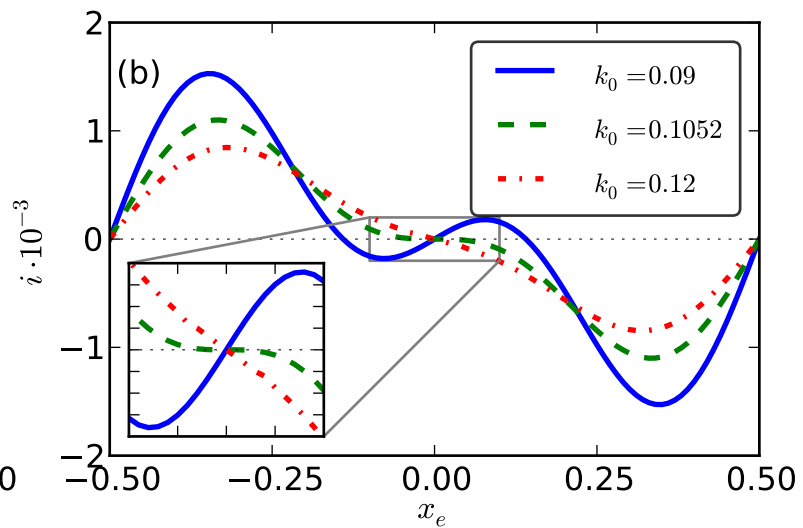 2
(b)
k₀ = 0.09
k₀ = 0.1052
k₀ = 0.12
1
0
−1
−2
i · 10⁻³
0
−0.50
−0.25
0.00
0.25
0.50
xₑ